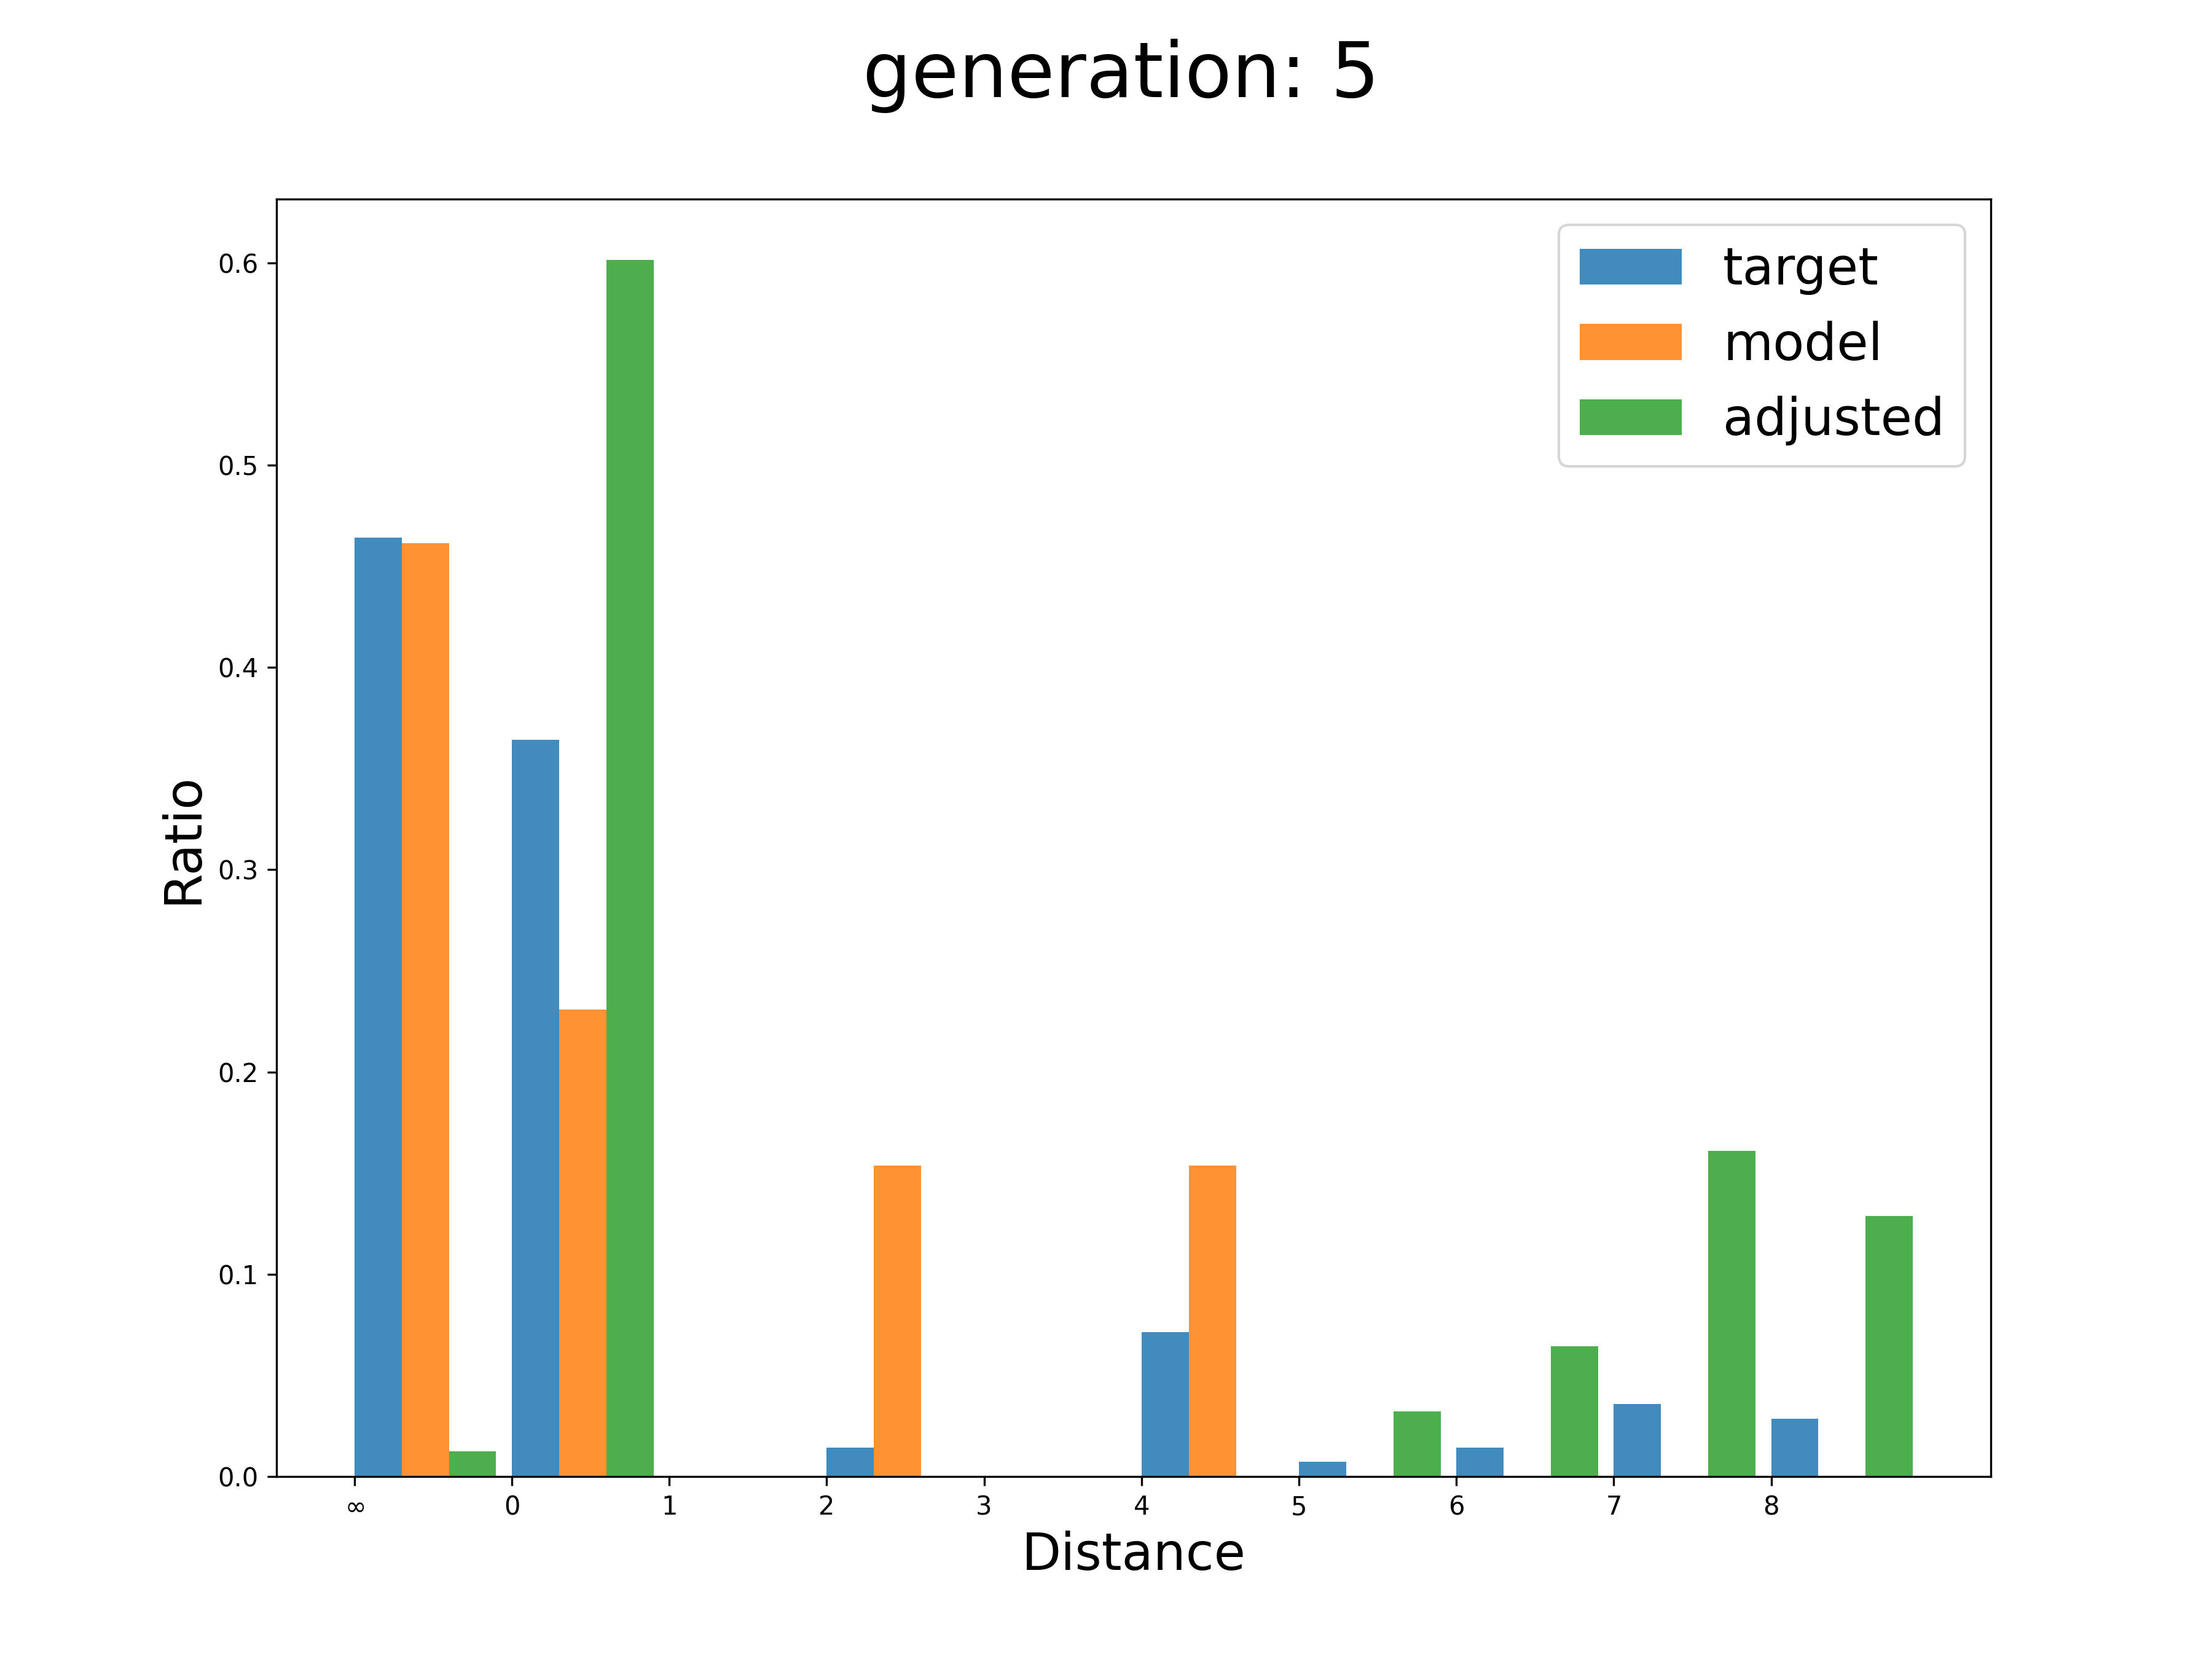 generation: 5
target
model
adjusted
Ratio
0.6
0.5
0.4
0.3
0.2
0.1
0.0
∞ 0 1 2 3 4 5 6 7 8
Distance